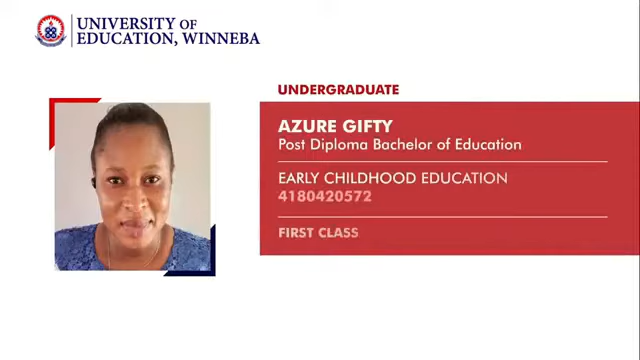 UNIVERSITY OF
EDUCATION, WINNEBA
UNDERGRADUATE
AZURE GIFTY
Post Diploma Bachelor of Education
EARLY CHILDHOOD EDUCATION
4180420572
FIRST CLASS